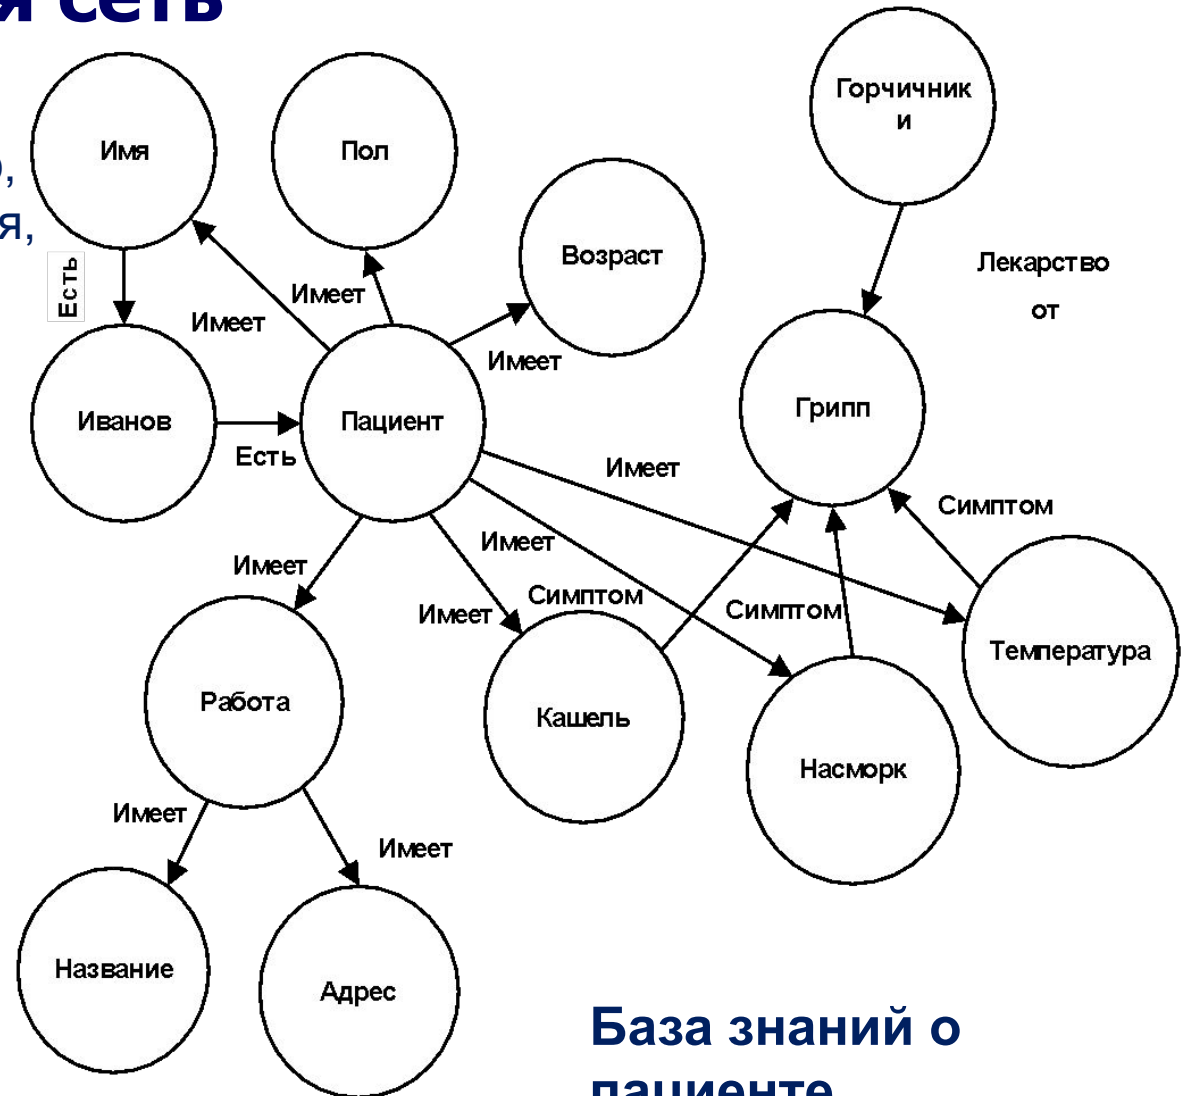 я сеть
Имя
Пол
Горчичник
и
),
я,
Возраст
Есть
Имеет
Имеет
Лекарство
от
Имеет
Иванов
Пациент
Грипп
Есть
Имеет
Симптом
Имеет
Имеет
Симптом
Симптом
Имеет
Температура
Работа
Кашель
Насморк
Имеет
Имеет
Название
Адрес
База знаний о
пациенте